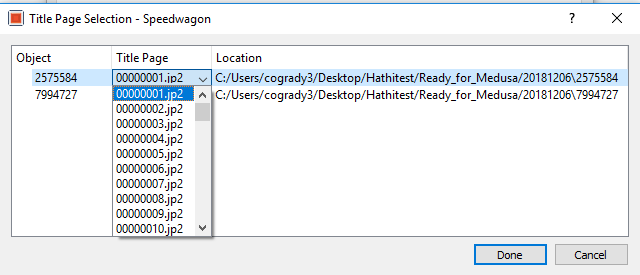 Title Page Selection - Speedwagon
Object Title Page Location
2575584 00000001.jp2 C:/Users/cogrady3/Desktop/Hathitest/Ready_for_Medusa/20181206\2575584
7994727 00000001.jp2 C:/Users/cogrady3/Desktop/Hathitest/Ready_for_Medusa/20181206\7994727
00000002.jp2
00000003.jp2
00000004.jp2
00000005.jp2
00000006.jp2
00000007.jp2
00000008.jp2
00000009.jp2
00000010.jp2
Done Cancel